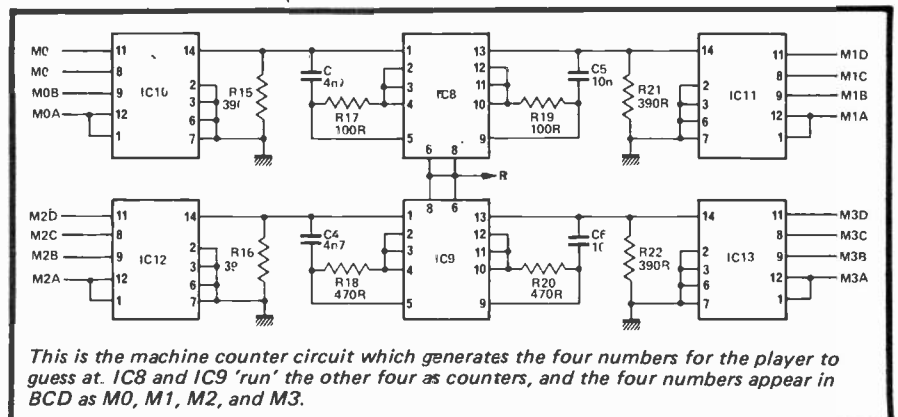 M0 11 14 1 13 14 11 M1D
M0 8 2 C 2 12 C5 2 8 M1C
M0B 9 IC10 3 R15 4n7 3 IC8 11 10n R21 3 IC11 9 M1B
M0A 12 6 39 4 10 390R 6 12 M1A
1 7 R17 100R 5 R19 100R 9 7 1
6 8
R
8 6
M2D 11 14 1 13 14 11 M3D
M2C 8 2 C4 2 12 C6 2 8 M3C
M2B 9 IC12 3 R16 4n7 3 IC9 11 R22 3 IC13 9 M3B
M2A 12 6 39 4 10 390R 6 12 M3A
1 7 R18 470R 5 R20 470R 9 7 1
This is the machine counter circuit which generates the four numbers for the player to
guess at. IC8 and IC9 'run' the other four as counters, and the four numbers appear in
BCD as M0, M1, M2, and M3.